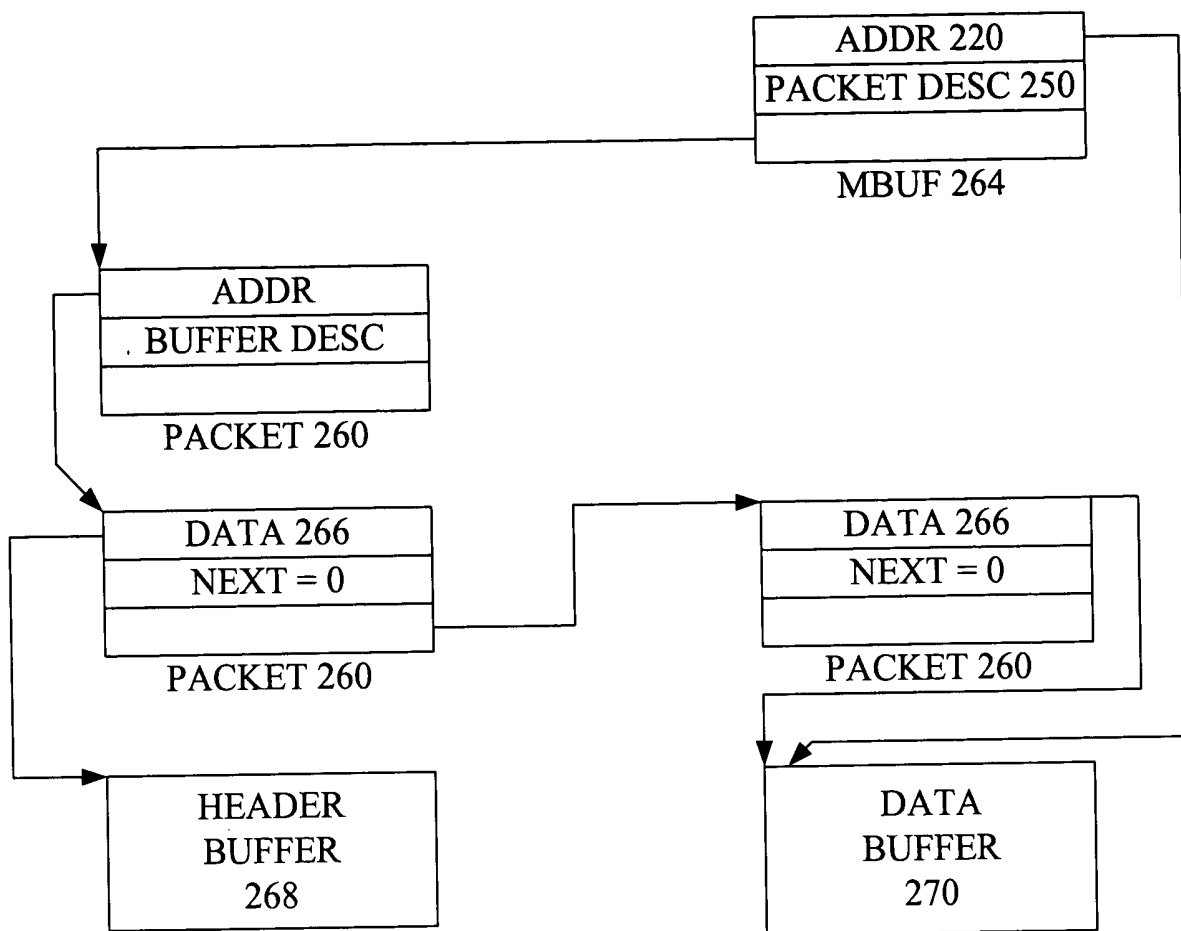 ADDR 220
PACKET DESC 250
MBUF 264
ADDR
BUFFER DESC
PACKET 260
DATA 266
NEXT = 0
PACKET 260
DATA 266
NEXT = 0
PACKET 260
HEADER
BUFFER
268
DATA
BUFFER
270